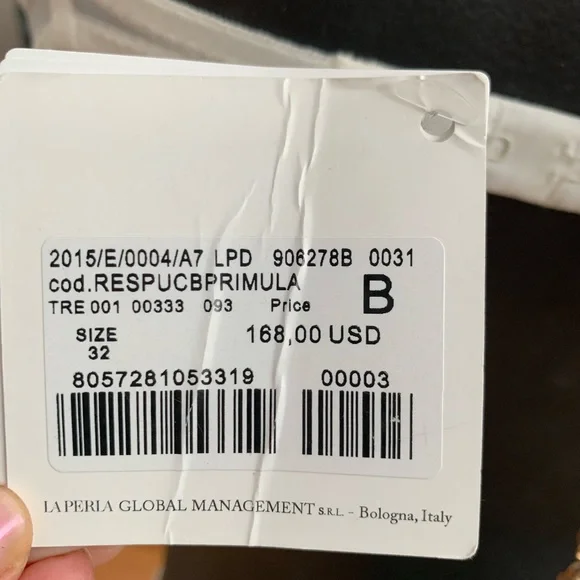 2015/E/0004/A7 LPD 906278B 0031
cod.RESPUCBPRIMULA
B
TRE 001 00333 093 Price
SIZE 168,00 USD
32
8057281053319 00003
LA PERLA GLOBAL MANAGEMENT S.R.L. - Bologna, Italy